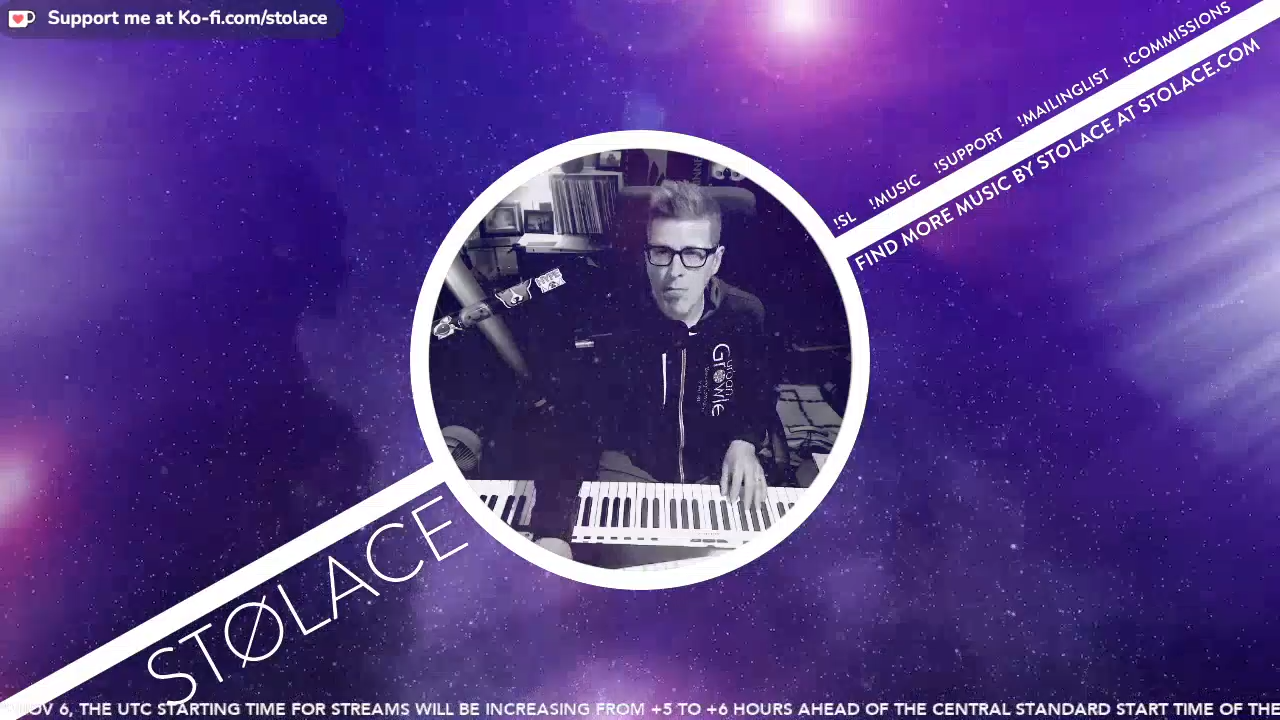 Support me at Ko-fi.com/stolace
!SL !MUSIC !SUPPORT !MAILINGLIST !COMMISSIONS
FIND MORE MUSIC BY STOLACE AT STOLACE.COM
Growle
STØLACE
NOV 6, THE UTC STARTING TIME FOR STREAMS WILL BE INCREASING FROM +5 TO +6 HOURS AHEAD OF THE CENTRAL STANDARD START TIME OF THE